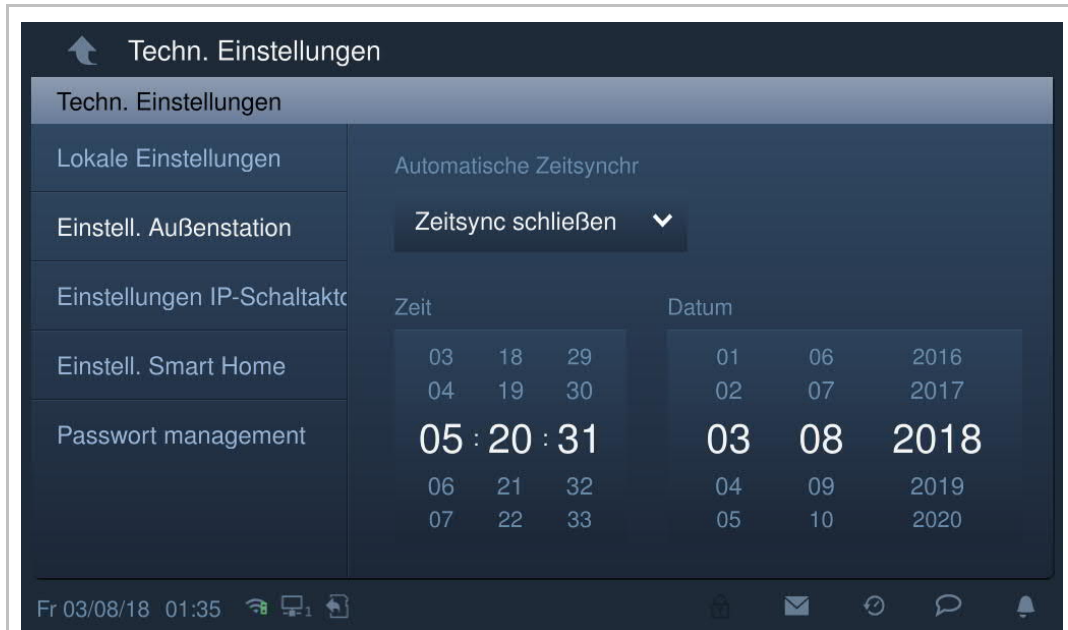 Techn. Einstellungen
Techn. Einstellungen
Lokale Einstellungen
Einstell. Außenstation
Einstellungen IP-Schaltakto
Einstell. Smart Home
Passwort management
Automatische Zeitsynchr
Zeitsync schließen
Zeit
03 18 29
04 19 30
05 : 20 : 31
06 21 32
07 22 33
Datum
01 06 2016
02 07 2017
03 08 2018
04 09 2019
05 10 2020
Fr 03/08/18 01:35 1